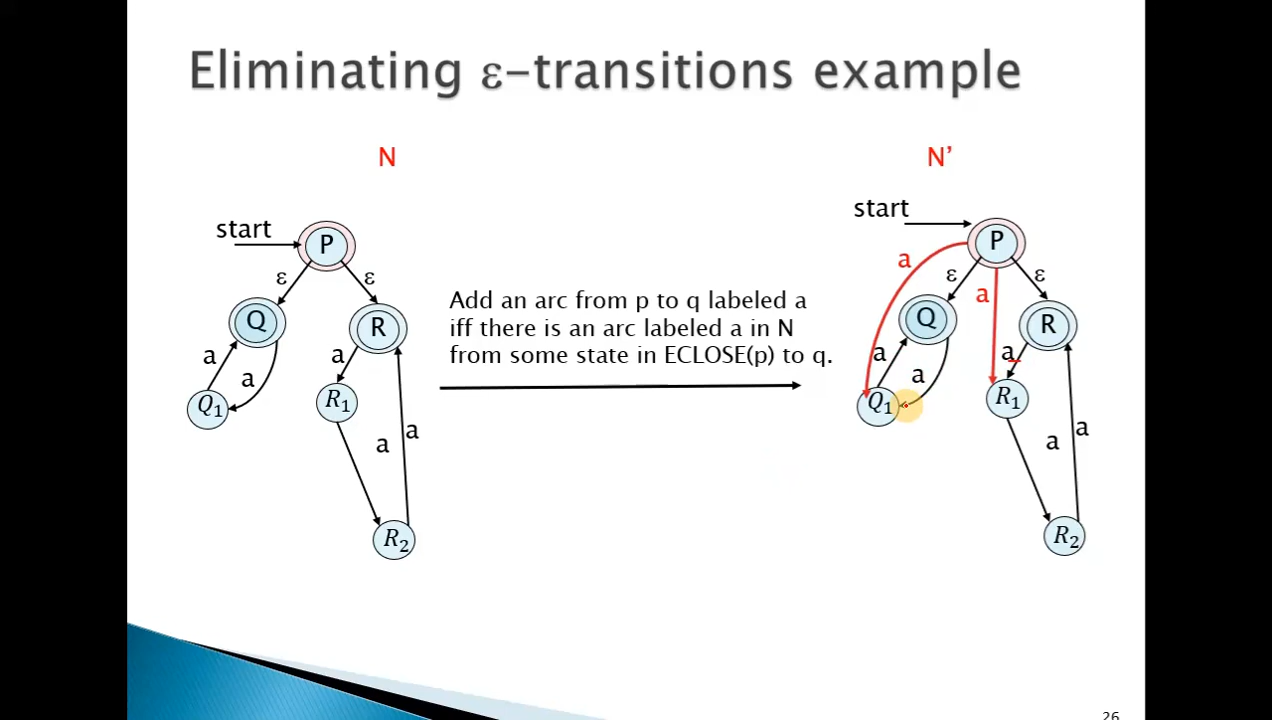 Eliminating ε-transitions example
N
N’
start
P
ε
ε
Q
R
a
a
a
Q₁
R₁
a
a
R₂
Add an arc from p to q labeled a
iff there is an arc labeled a in N
from some state in ECLOSE(p) to q.
start
P
a
ε
a
ε
Q
R
a
a
a
Q₁
R₁
a
a
R₂
26